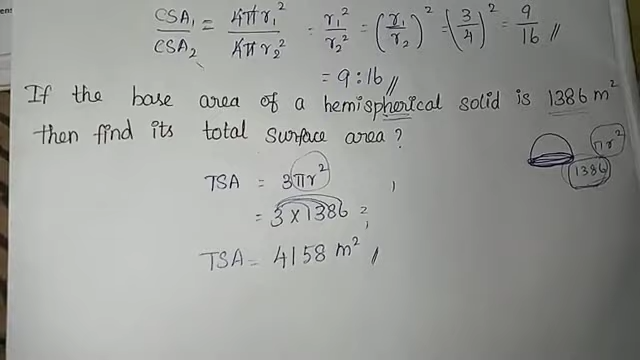 CSA₁/CSA₂ = 4πr₁²/4πr₂² = r₁²/r₂² = (r₁/r₂)² = (3/4)² = 9/16 //
= 9 : 16 //
If the base area of a hemispherical solid is 1386 m²
then find its total surface area?
πr²
1386
TSA = 3πr²
= 3 × 1386
TSA = 4158 m² //